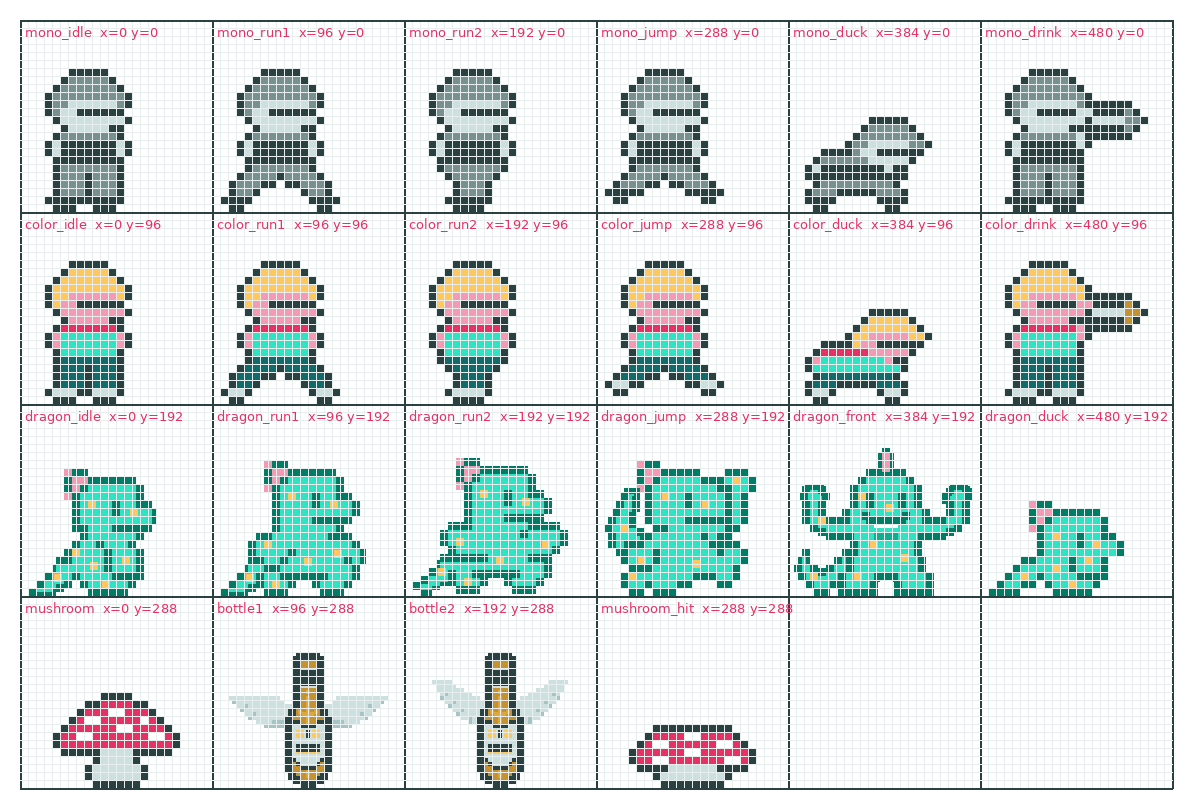 mono_idle x=0 y=0
mono_run1 x=96 y=0
mono_run2 x=192 y=0
mono_jump x=288 y=0
mono_duck x=384 y=0
mono_drink x=480 y=0
color_idle x=0 y=96
color_run1 x=96 y=96
color_run2 x=192 y=96
color_jump x=288 y=96
color_duck x=384 y=96
color_drink x=480 y=96
dragon_idle x=0 y=192
dragon_run1 x=96 y=192
dragon_run2 x=192 y=192
dragon_jump x=288 y=192
dragon_front x=384 y=192
dragon_duck x=480 y=192
mushroom x=0 y=288
bottle1 x=96 y=288
bottle2 x=192 y=288
mushroom_hit x=288 y=288